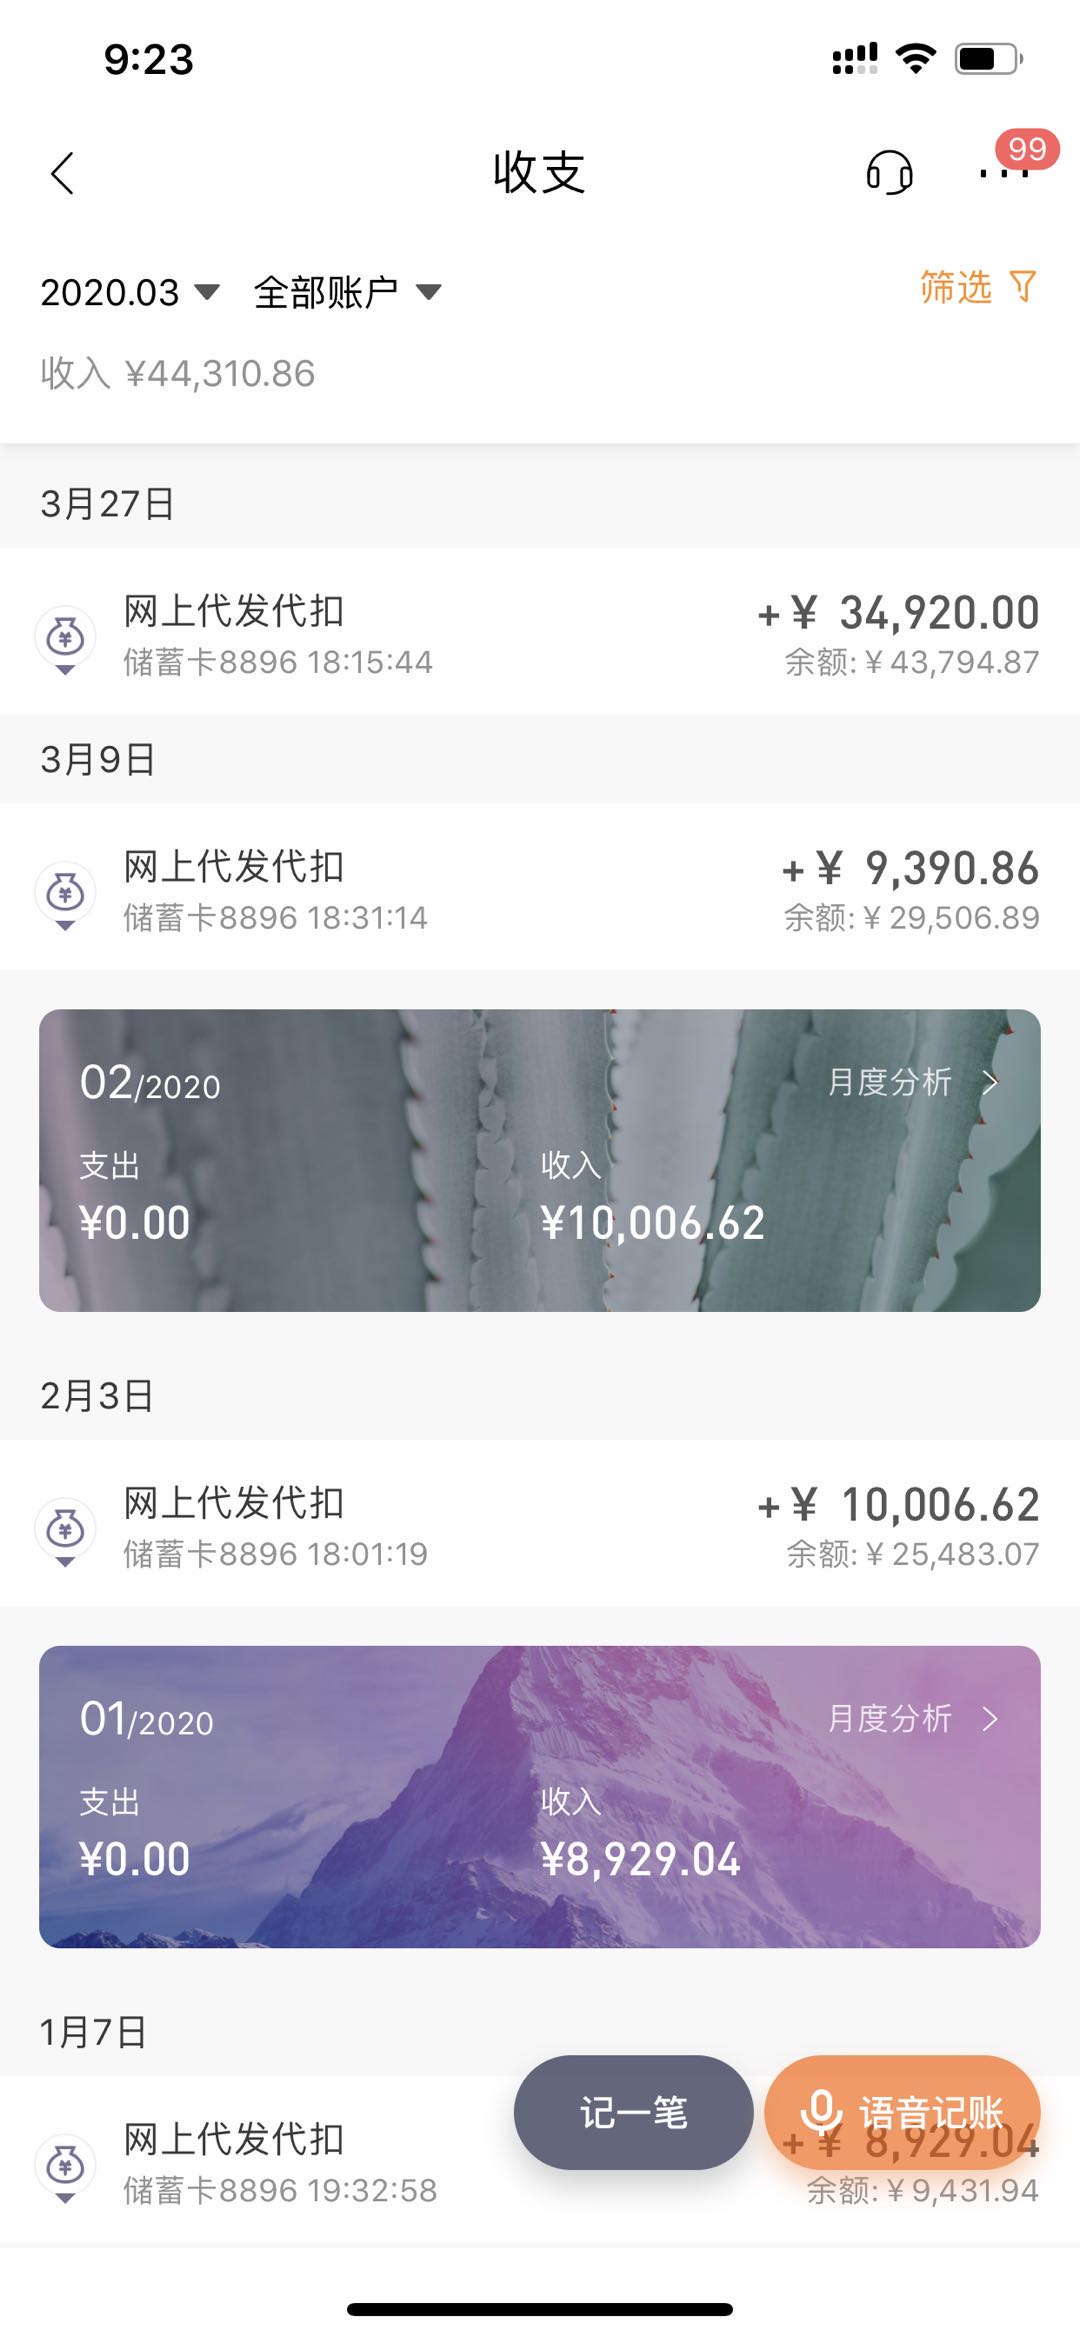 9:23
收支
99
2020.03 全部账户 筛选
收入 ¥44,310.86
3月27日
网上代发代扣 +¥ 34,920.00
储蓄卡8896 18:15:44 余额:¥43,794.87
3月9日
网上代发代扣 +¥ 9,390.86
储蓄卡8896 18:31:14 余额:¥29,506.89
02/2020 月度分析
支出 收入
¥0.00 ¥10,006.62
2月3日
网上代发代扣 +¥ 10,006.62
储蓄卡8896 18:01:19 余额:¥25,483.07
01/2020 月度分析
支出 收入
¥0.00 ¥8,929.04
1月7日
记一笔 语音记账
网上代发代扣 +¥ 8,929.04
储蓄卡8896 19:32:58 余额:¥9,431.94